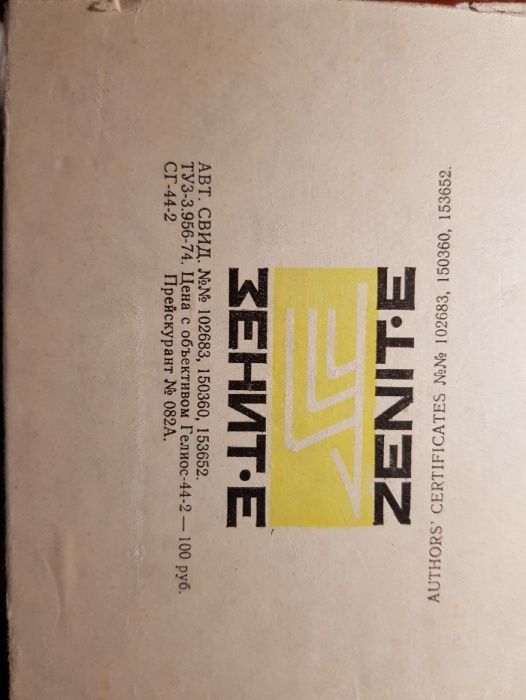 ЗЕНИТ·Е
АВТ. СВИД. №№ 102683, 150360, 153652.
ТУ3-3.956-74. Цена с объективом Гелиос-44-2 — 100 руб.
СГ-44-2 Прейскурант № 082А.
ZENIT·E
AUTHORS' CERTIFICATES №№ 102683, 150360, 153652.